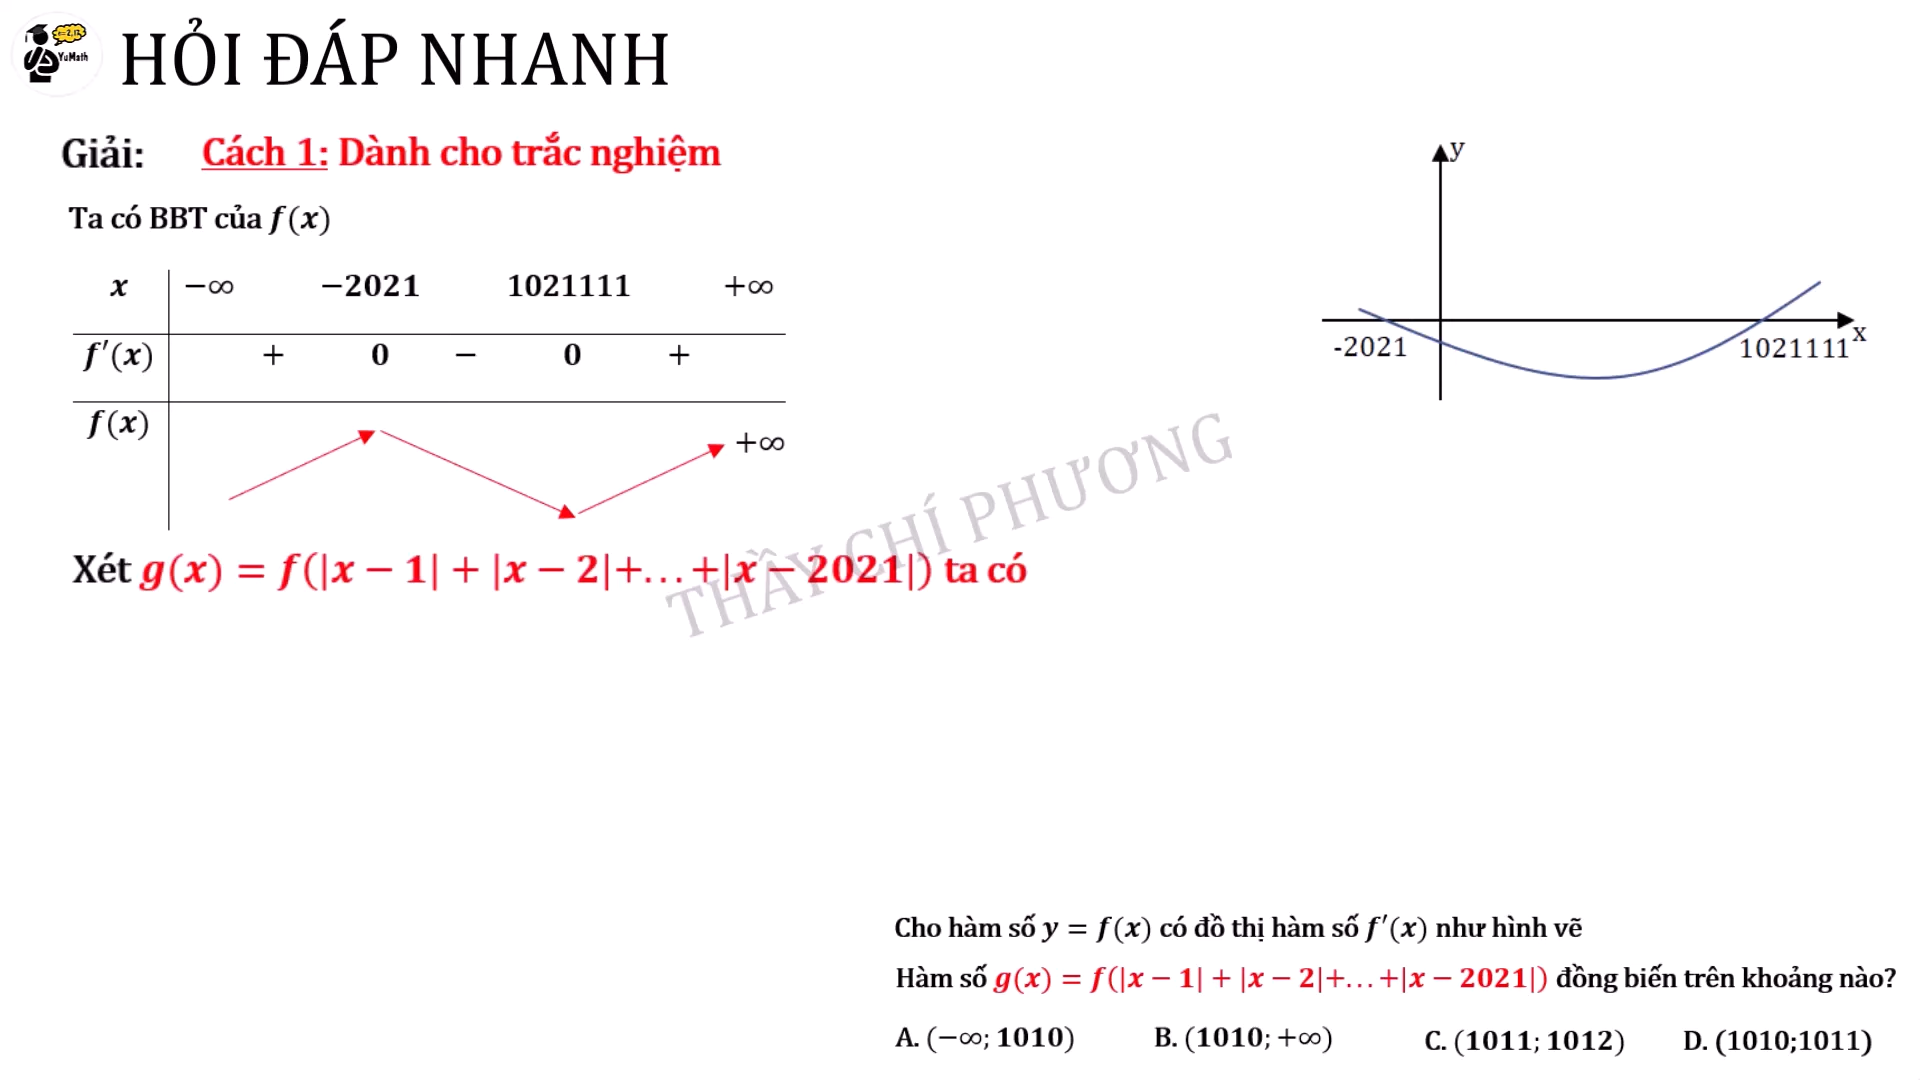 YuMath
HỎI ĐÁP NHANH
Giải: Cách 1: Dành cho trắc nghiệm
Ta có BBT của f(x)
x −∞ −2021 1021111 +∞
f′(x) + 0 − 0 +
f(x) +∞
y
-2021 1021111 x
THẦY CHÍ PHƯƠNG
Xét g(x) = f(|x − 1| + |x − 2|+...+|x − 2021|) ta có
Cho hàm số y = f(x) có đồ thị hàm số f′(x) như hình vẽ
Hàm số g(x) = f(|x − 1| + |x − 2|+...+|x − 2021|) đồng biến trên khoảng nào?
A. (−∞; 1010) B. (1010; +∞) C. (1011; 1012) D. (1010;1011)